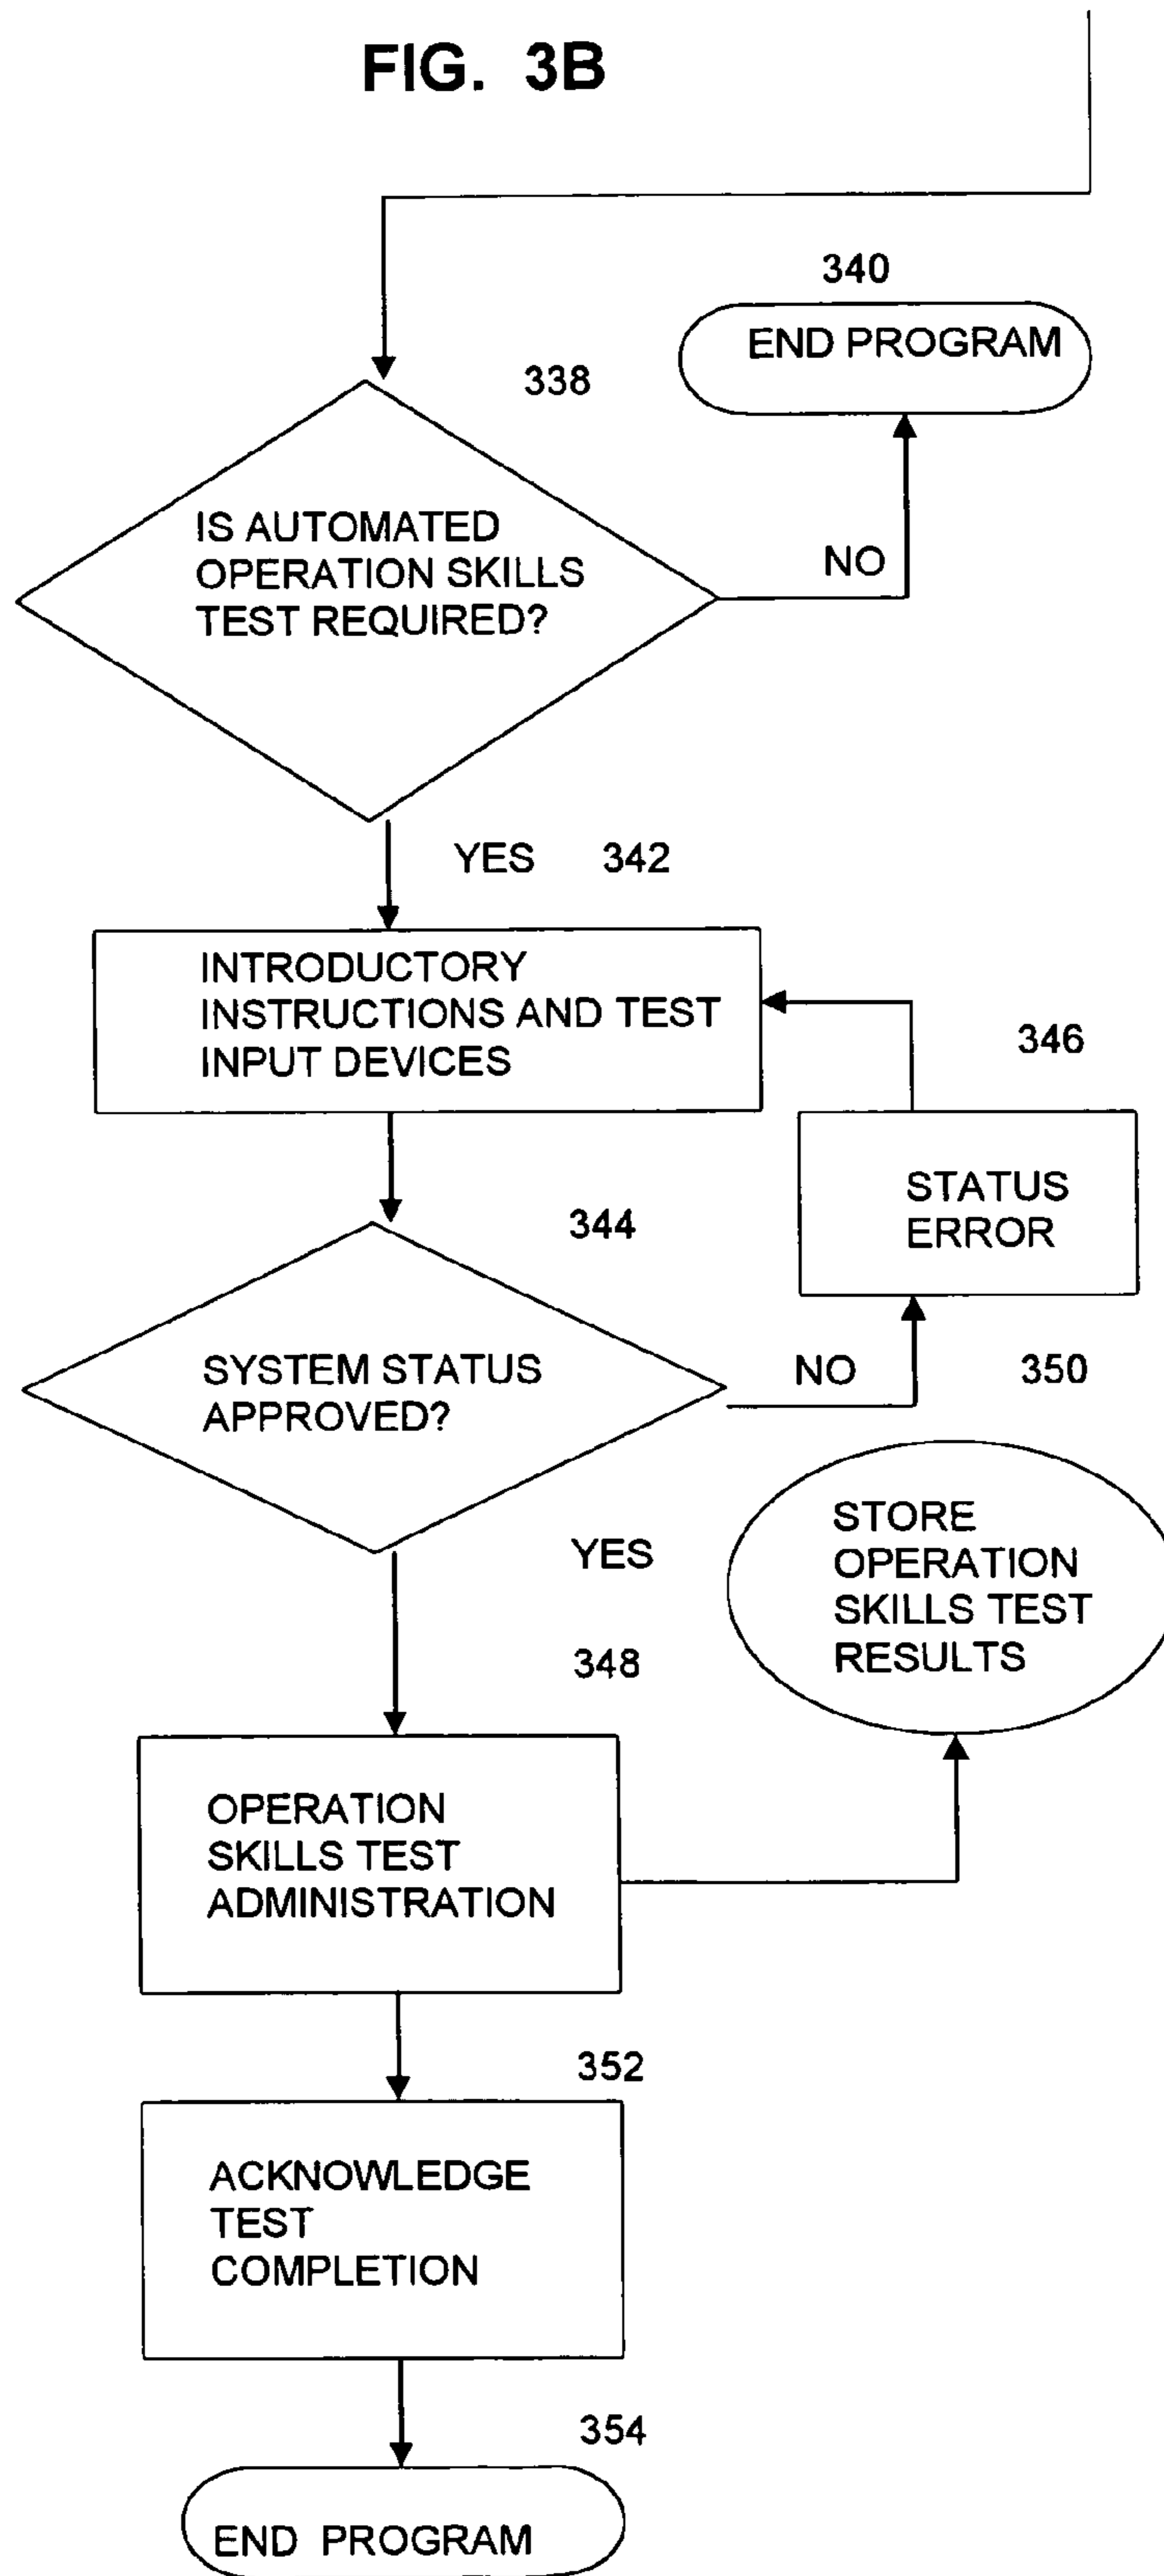 FIG. 3B
340
END PROGRAM
338
IS AUTOMATED
OPERATION SKILLS
TEST REQUIRED?
NO
YES 342
INTRODUCTORY
INSTRUCTIONS AND TEST
INPUT DEVICES
346
STATUS
ERROR
344
SYSTEM STATUS
APPROVED?
NO
350
STORE
OPERATION
SKILLS TEST
RESULTS
YES
348
OPERATION
SKILLS TEST
ADMINISTRATION
352
ACKNOWLEDGE
TEST
COMPLETION
354
END PROGRAM